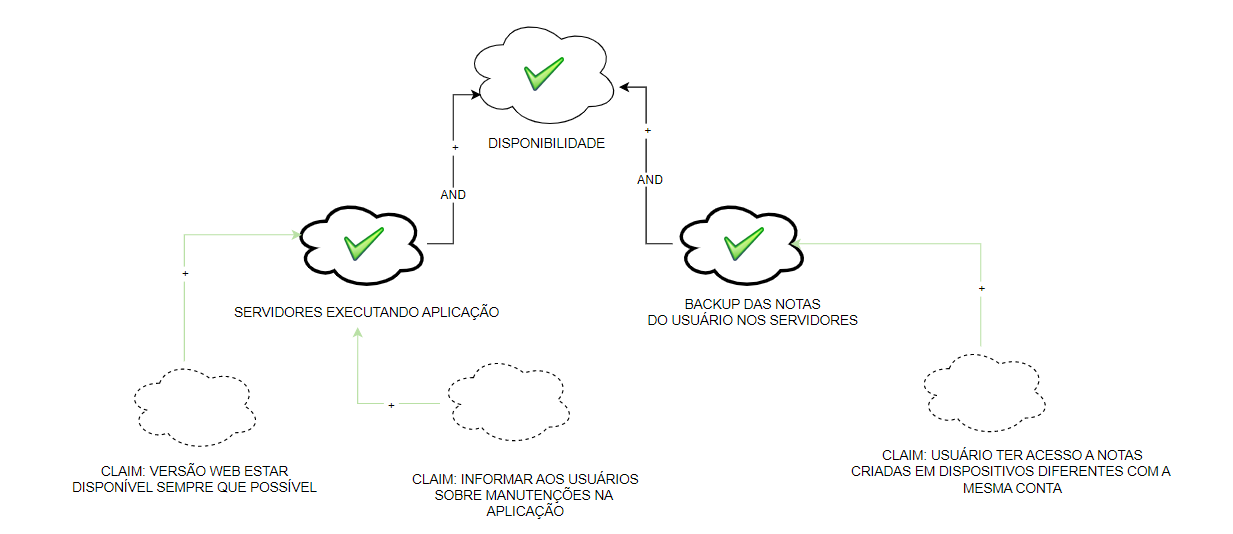 DISPONIBILIDADE
+
+
AND
AND
+
SERVIDORES EXECUTANDO APLICAÇÃO
BACKUP DAS NOTAS
DO USUÁRIO NOS SERVIDORES
+
+
CLAIM: VERSÃO WEB ESTAR
DISPONÍVEL SEMPRE QUE POSSÍVEL
CLAIM: INFORMAR AOS USUÁRIOS
SOBRE MANUTENÇÕES NA
APLICAÇÃO
CLAIM: USUÁRIO TER ACESSO A NOTAS
CRIADAS EM DISPOSITIVOS DIFERENTES COM A
MESMA CONTA